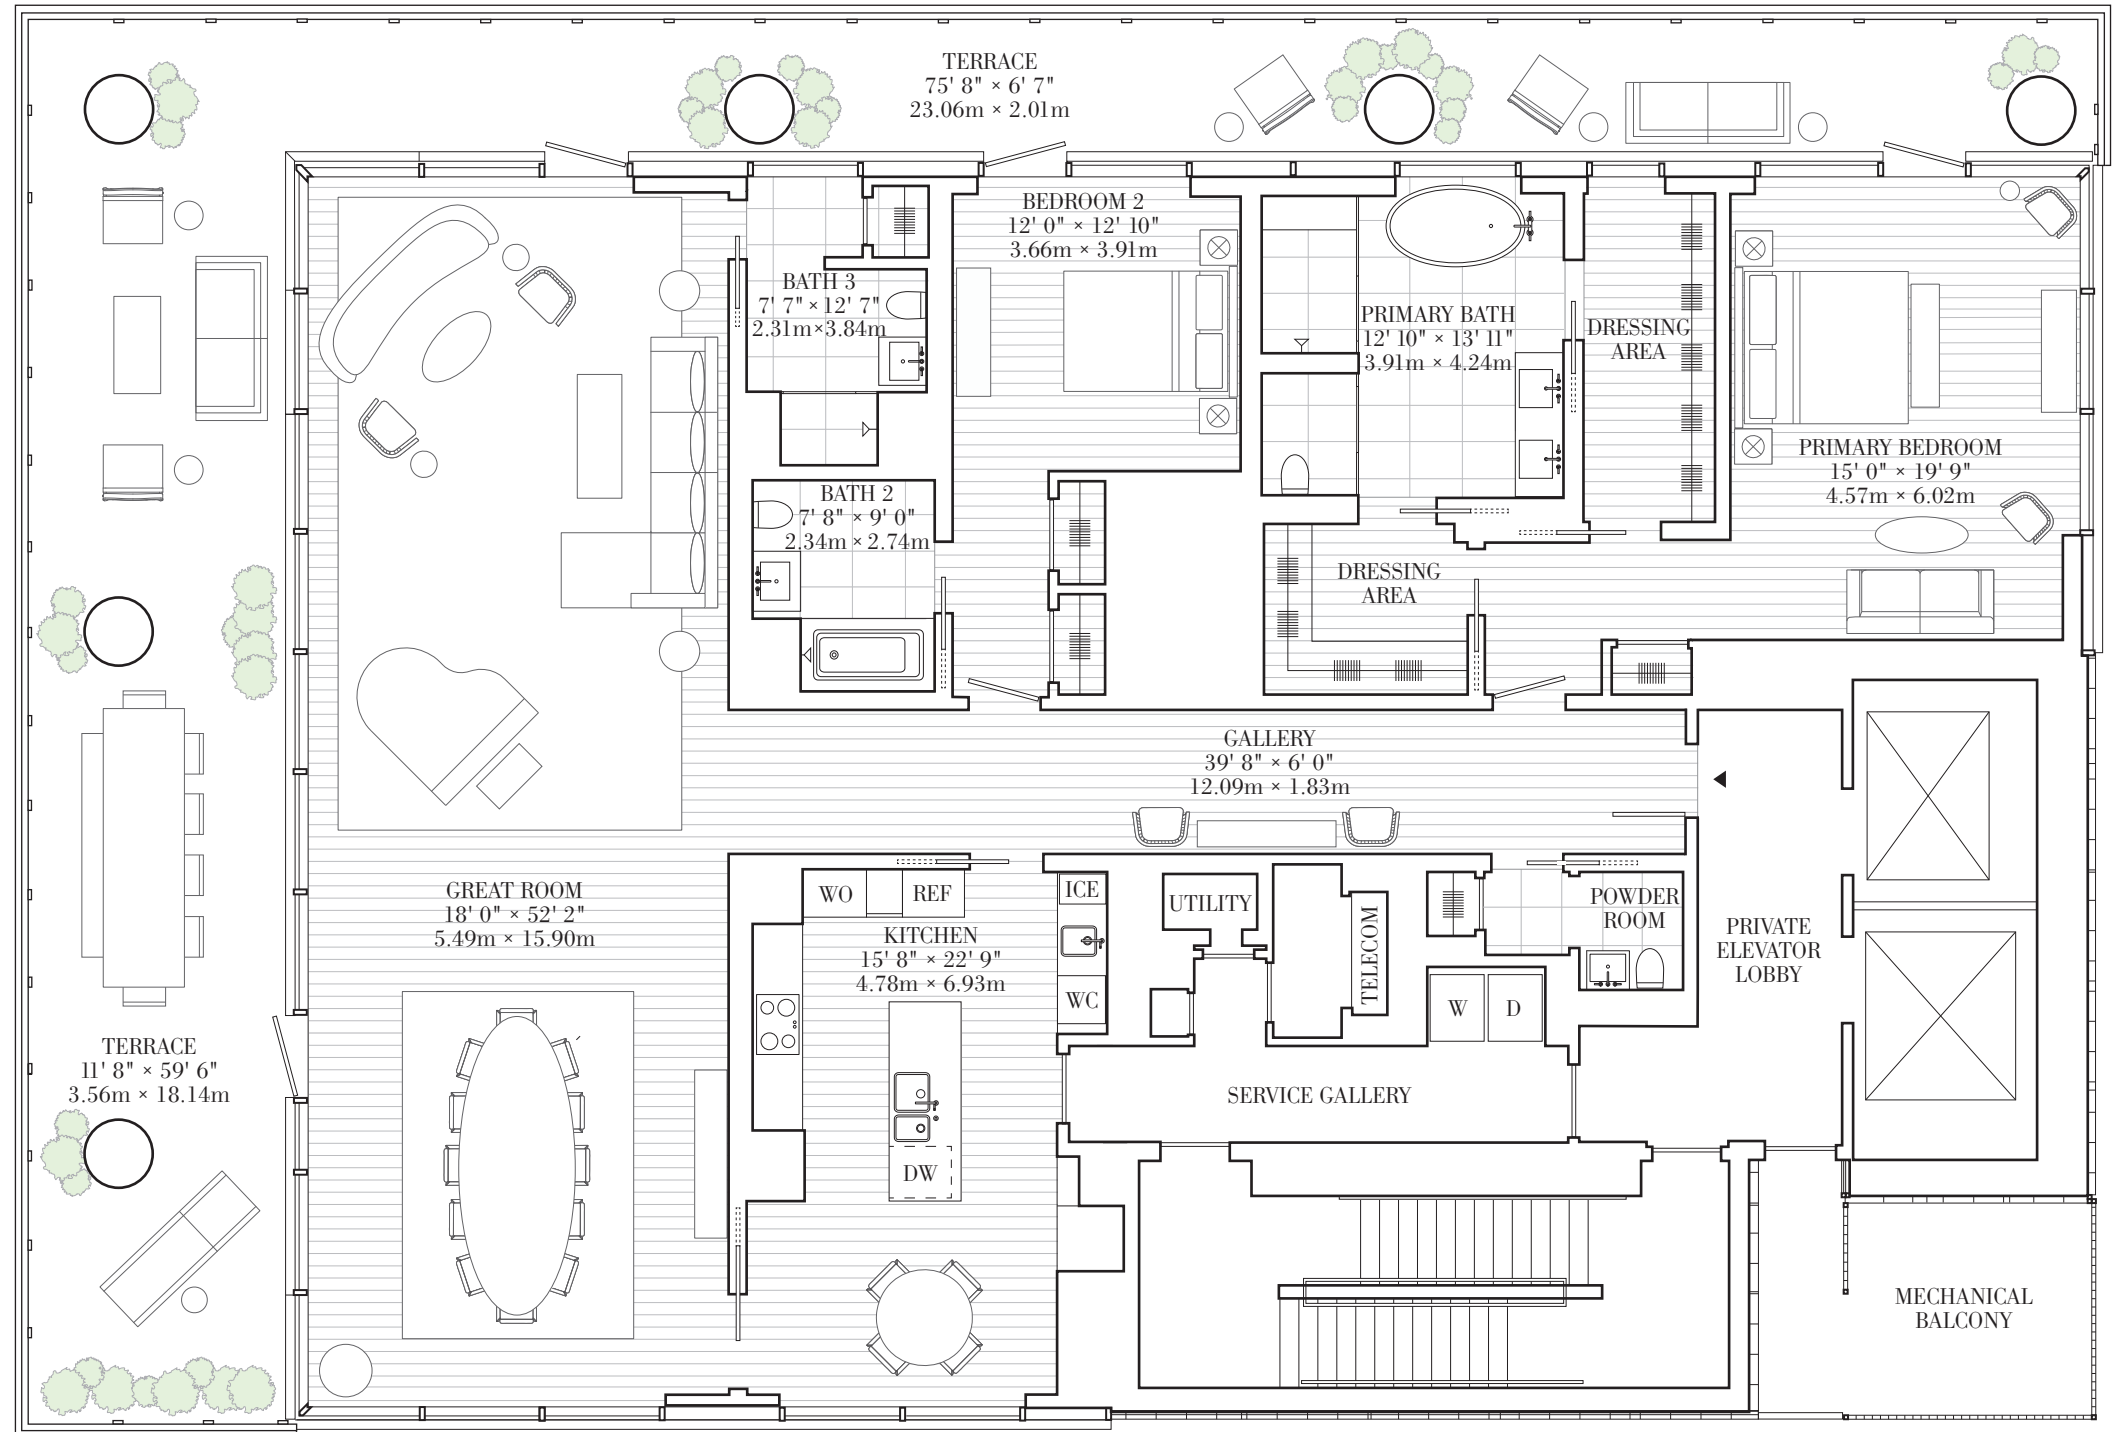 TERRACE
75' 8" × 6' 7"
23.06m × 2.01m
BEDROOM 2
12' 0" × 12' 10"
3.66m × 3.91m
BATH 3
7' 7" × 12' 7"
2.31m×3.84m
PRIMARY BATH
12' 10" × 13' 11"
3.91m × 4.24m
DRESSING
AREA
PRIMARY BEDROOM
15' 0" × 19' 9"
4.57m × 6.02m
BATH 2
7' 8" × 9' 0"
2.34m×2.74m
DRESSING
AREA
GALLERY
39' 8" × 6' 0"
12.09m × 1.83m
GREAT ROOM
18' 0" × 52' 2"
5.49m × 15.90m
WO
REF
KITCHEN
15' 8" × 22' 9"
4.78m × 6.93m
ICE
WC
UTILITY
TELECOM
POWDER
ROOM
W
D
PRIVATE
ELEVATOR
LOBBY
TERRACE
11' 8" × 59' 6"
3.56m × 18.14m
SERVICE GALLERY
DW
MECHANICAL
BALCONY